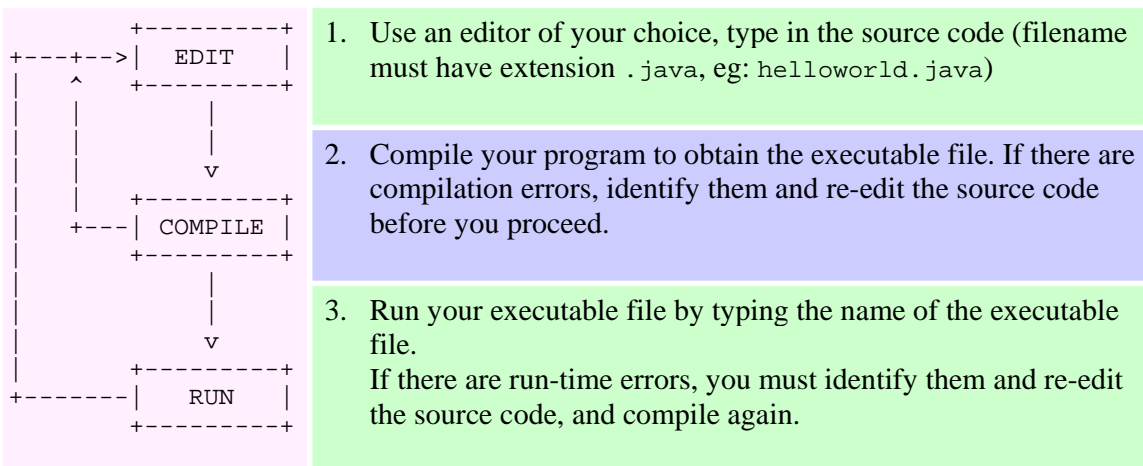 +---------+
+---+-->|  EDIT   |
|   ^   +---------+
|   |        |
|   |        |
|   |        v
|   |   +---------+
|   +---| COMPILE |
|       +---------+
|            |
|            |
|            v
|       +---------+
+-------|   RUN   |
+---------+
1. Use an editor of your choice, type in the source code (filename
must have extension .java, eg: helloworld.java)
2. Compile your program to obtain the executable file. If there are
compilation errors, identify them and re-edit the source code
before you proceed.
3. Run your executable file by typing the name of the executable
file.
If there are run-time errors, you must identify them and re-edit
the source code, and compile again.